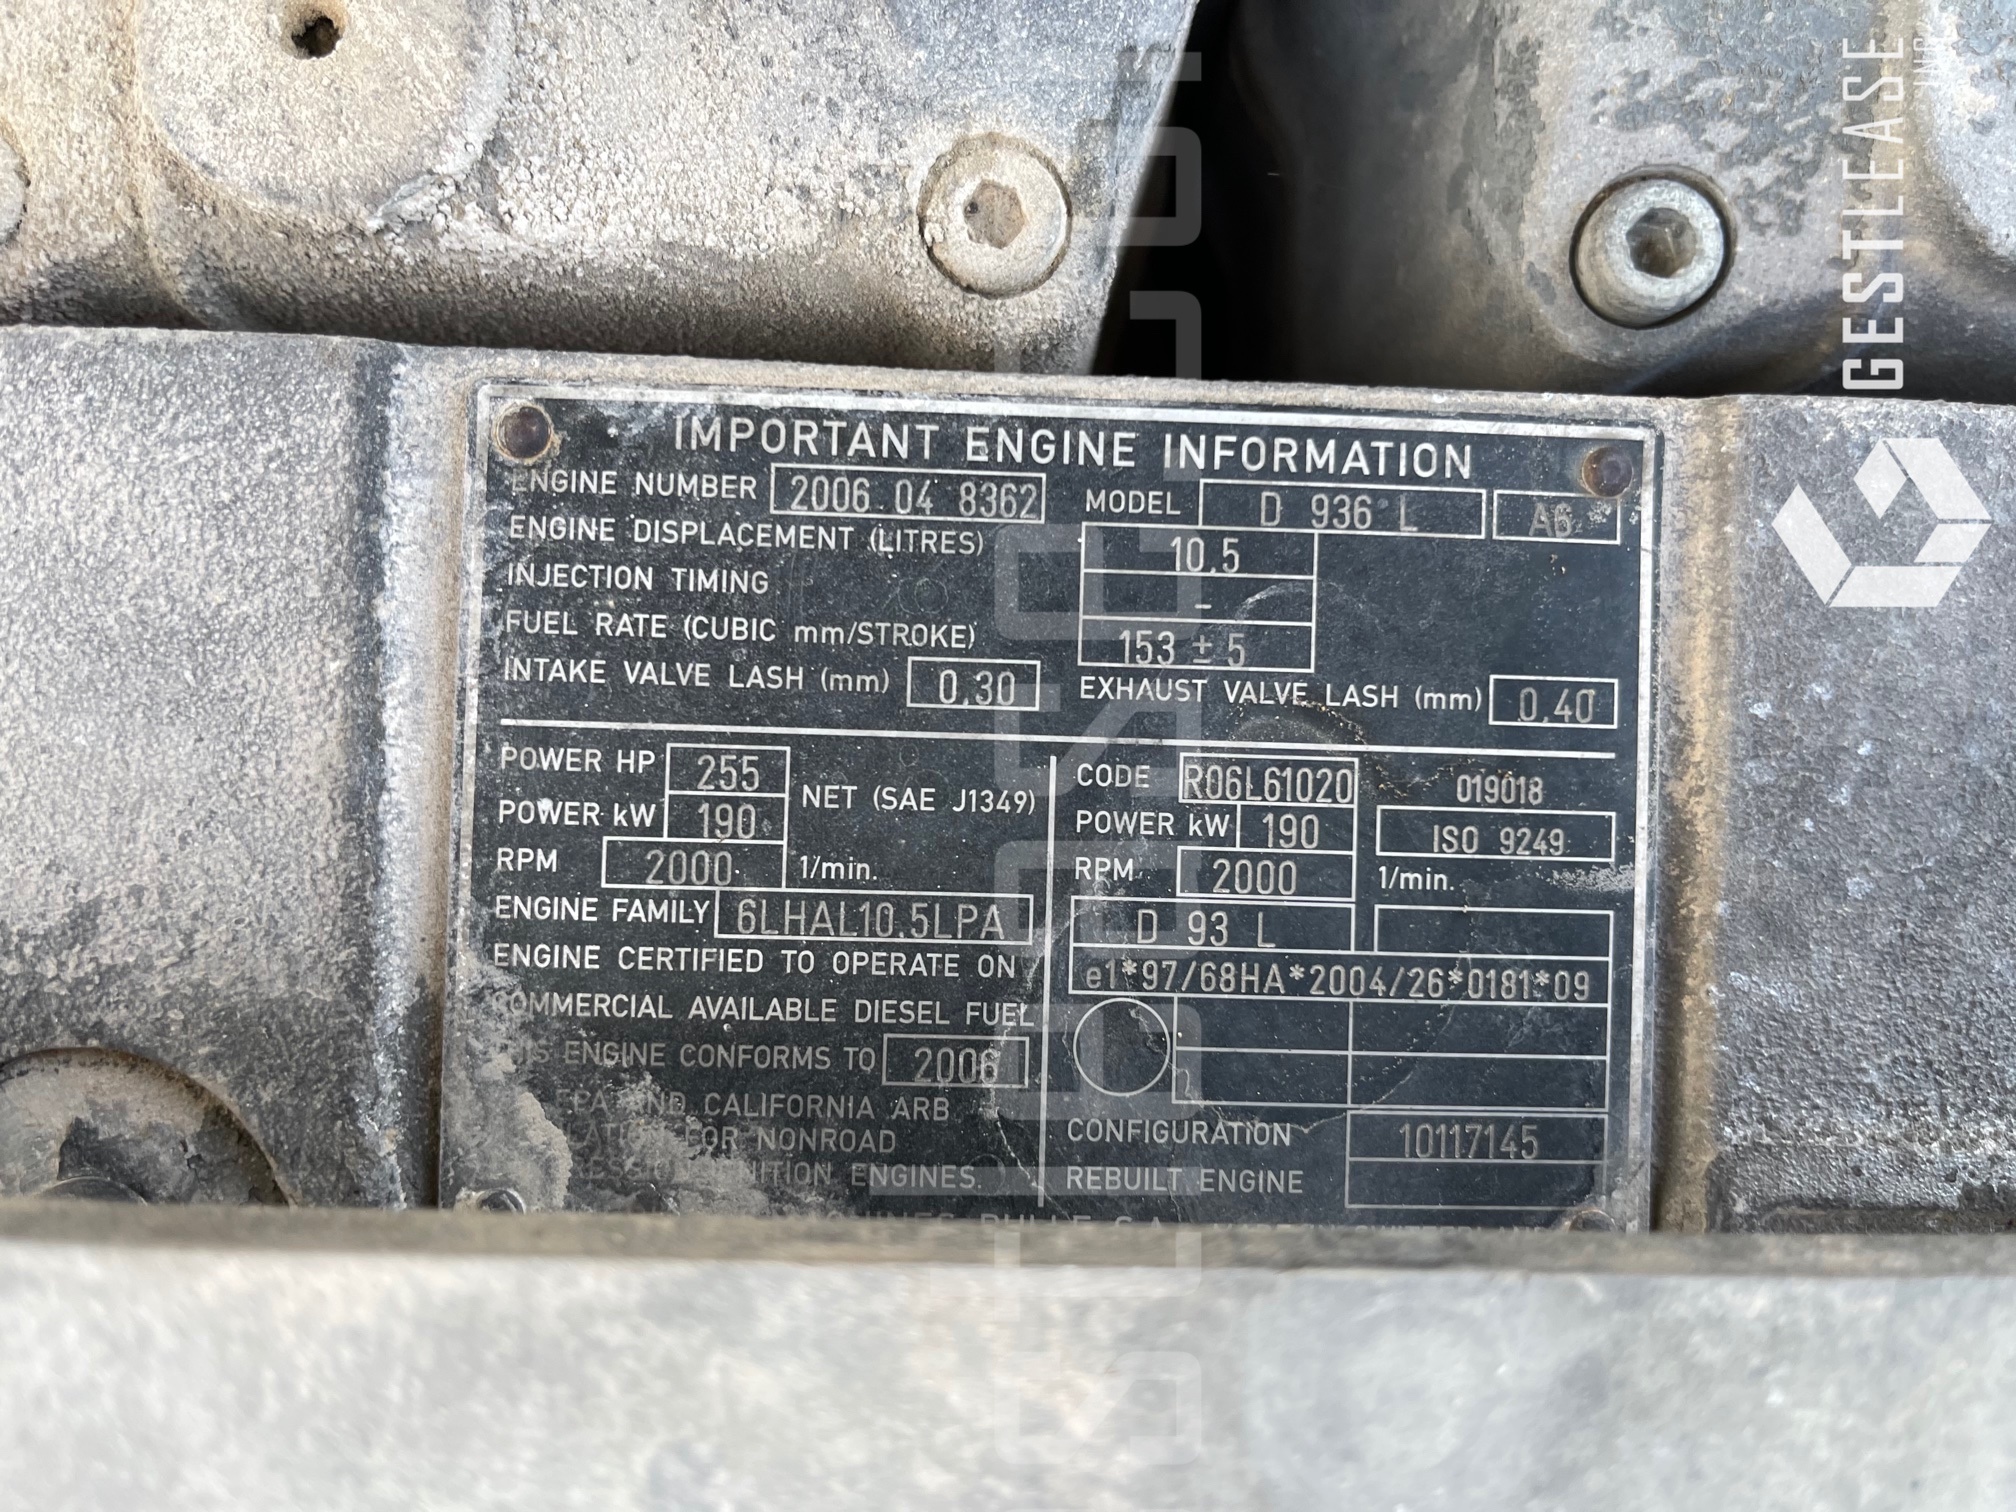 IMPORTANT ENGINE INFORMATION
ENGINE NUMBER 2006 04 8362 MODEL D 936 L A6
ENGINE DISPLACEMENT (LITRES) 10.5
INJECTION TIMING -
FUEL RATE (CUBIC mm/STROKE) 153 ± 5
INTAKE VALVE LASH (mm) 0.30 EXHAUST VALVE LASH (mm) 0.40
POWER HP 255
POWER kW 190 NET (SAE J1349)
RPM 2000 1/min.
ENGINE FAMILY 6LHAL10.5LPA
ENGINE CERTIFIED TO OPERATE ON
COMMERCIAL AVAILABLE DIESEL FUEL
THIS ENGINE CONFORMS TO 2006
EPA AND CALIFORNIA ARB
FOR NONROAD
IGNITION ENGINES.
CODE R06L61020 019018
POWER kW 190 ISO 9249
RPM 2000 1/min.
D 93 L
e1*97/68HA*2004/26*0181*09
CONFIGURATION 10117145
REBUILT ENGINE
BULLE S.A.
GESTLEASE